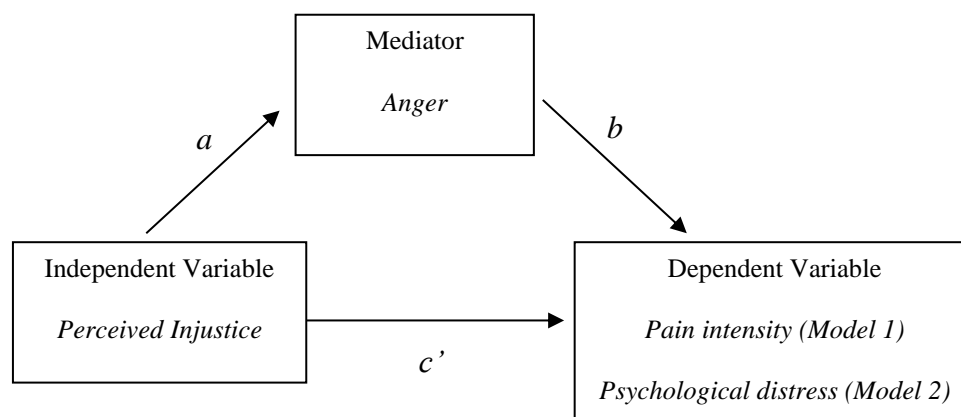 Mediator
Anger
a
b
Independent Variable
Perceived Injustice
c’
Dependent Variable
Pain intensity (Model 1)
Psychological distress (Model 2)